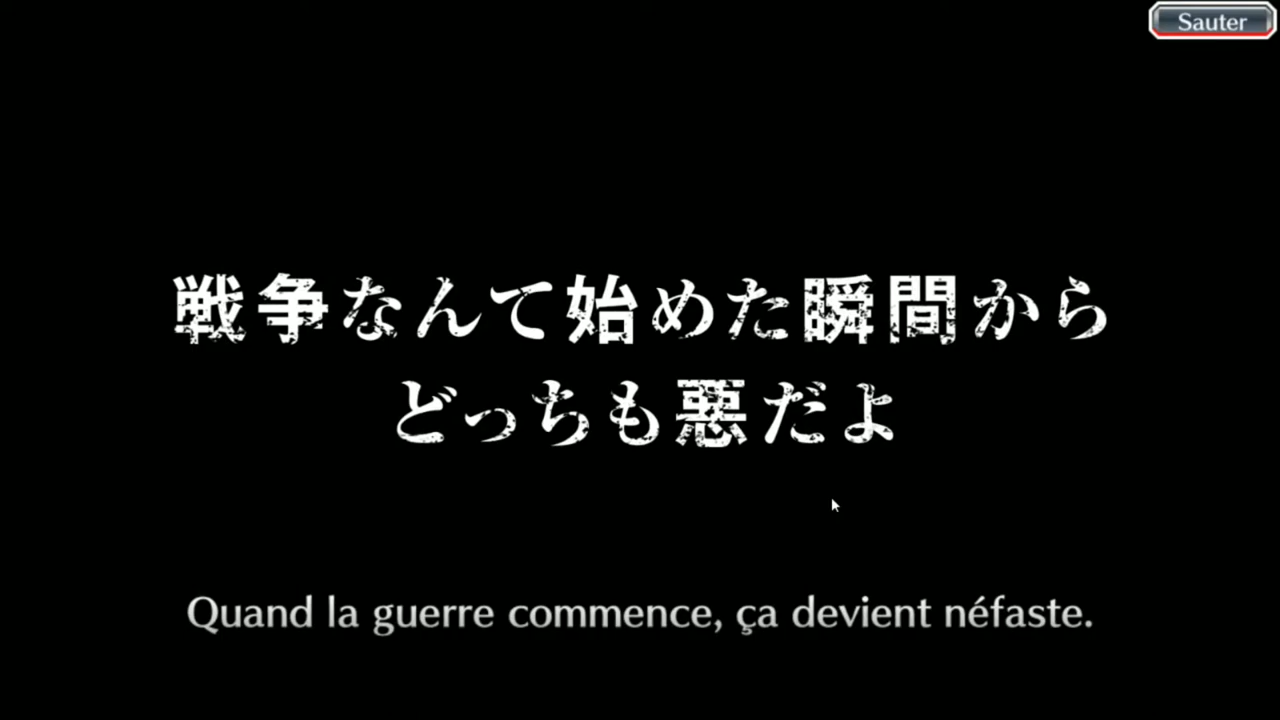 Sauter
戦争なんて始めた瞬間から
どっちも悪だよ
Quand la guerre commence, ça devient néfaste.